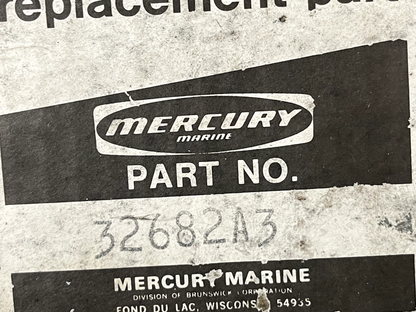 replacement part
MERCURY
MARINE
PART NO.
32682A3
MERCURY MARINE
DIVISION OF BRUNSWICK CORPORATION
FOND DU LAC, WISCONSIN 54935